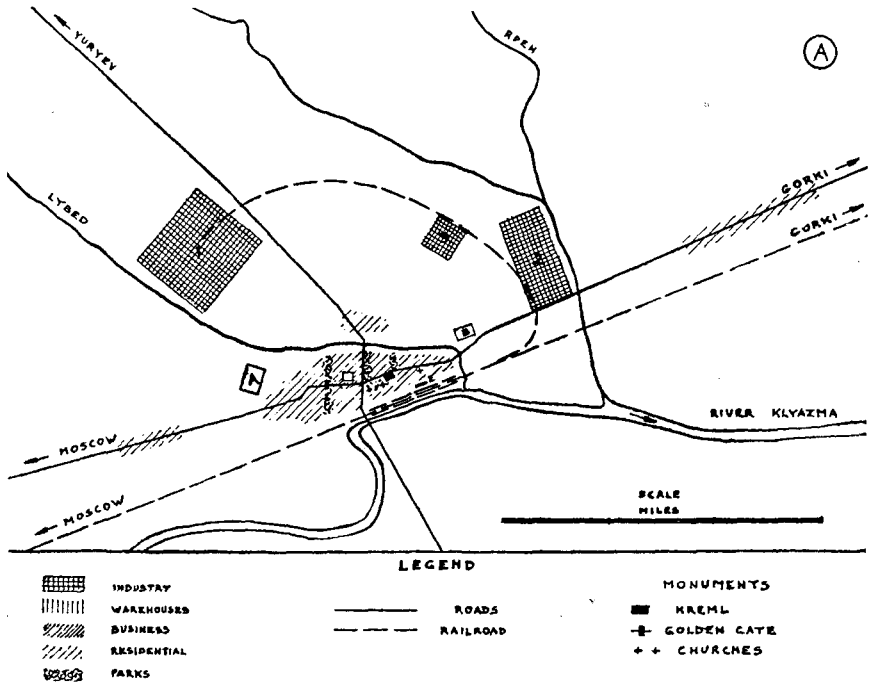 A
YURYEV
RPEN
LYBED
GORKI
GORKI
7
MOSCOW
MOSCOW
RIVER KLYAZMA
SCALE
MILES
LEGEND
INDUSTRY
WAREHOUSES
BUSINESS
RESIDENTIAL
PARKS
ROADS
RAILROAD
MONUMENTS
KREML
GOLDEN GATE
CHURCHES